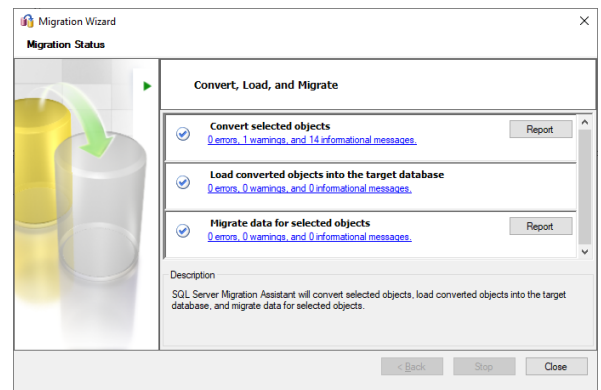 Migration Wizard
Migration Status
Convert, Load, and Migrate
Convert selected objects
Report
0 errors, 1 warnings, and 14 informational messages.
Load converted objects into the target database
0 errors, 0 warnings, and 0 informational messages.
Migrate data for selected objects
Report
0 errors, 0 warnings, and 0 informational messages.
Description
SQL Server Migration Assistant will convert selected objects, load converted objects into the target
database, and migrate data for selected objects.
< Back
Stop
Close